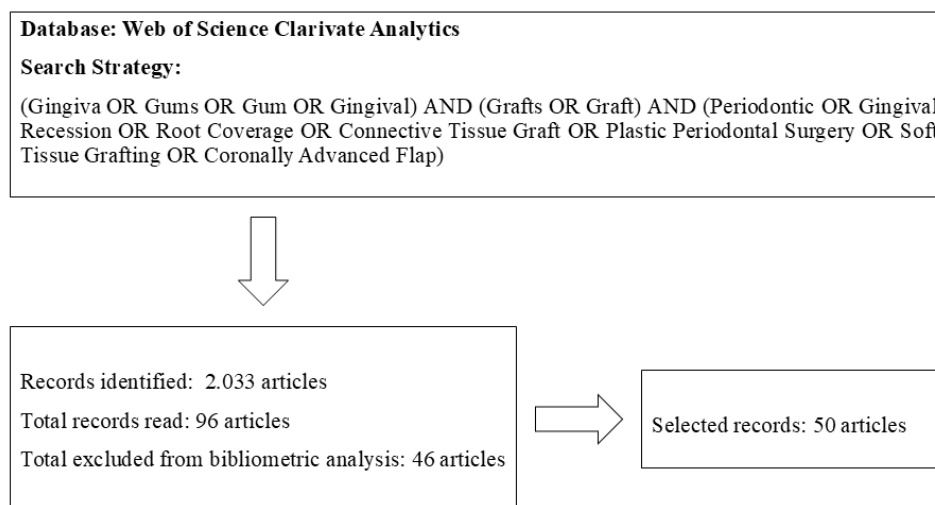 Database: Web of Science Clarivate Analytics
Search Strategy:
(Gingiva OR Gums OR Gum OR Gingival) AND (Grafts OR Graft) AND (Periodontic OR Gingival
Recession OR Root Coverage OR Connective Tissue Graft OR Plastic Periodontal Surgery OR Soft
Tissue Grafting OR Coronally Advanced Flap)
Records identified: 2.033 articles
Total records read: 96 articles
Total excluded from bibliometric analysis: 46 articles
Selected records: 50 articles